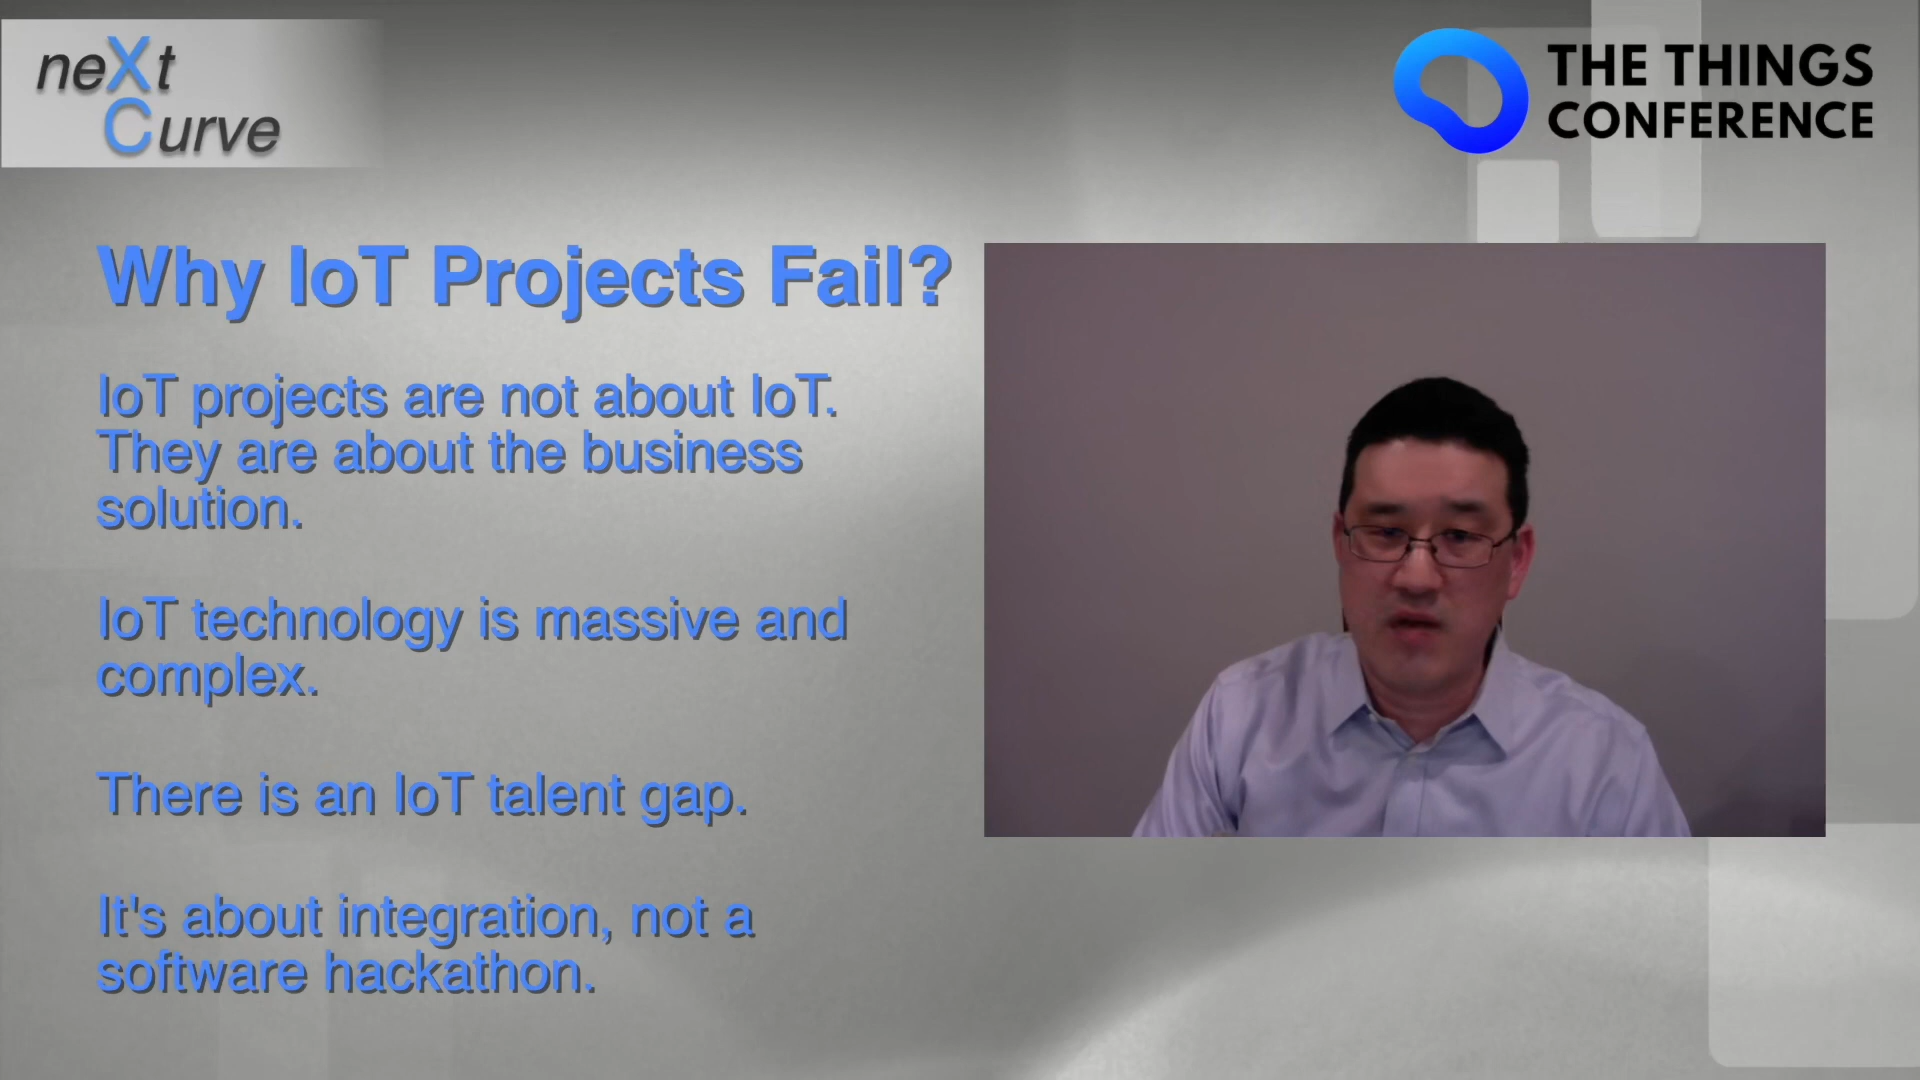 neXt
Curve
THE THINGS
CONFERENCE
Why IoT Projects Fail?
IoT projects are not about IoT.
They are about the business
solution.
IoT technology is massive and
complex.
There is an IoT talent gap.
It's about integration, not a
software hackathon.